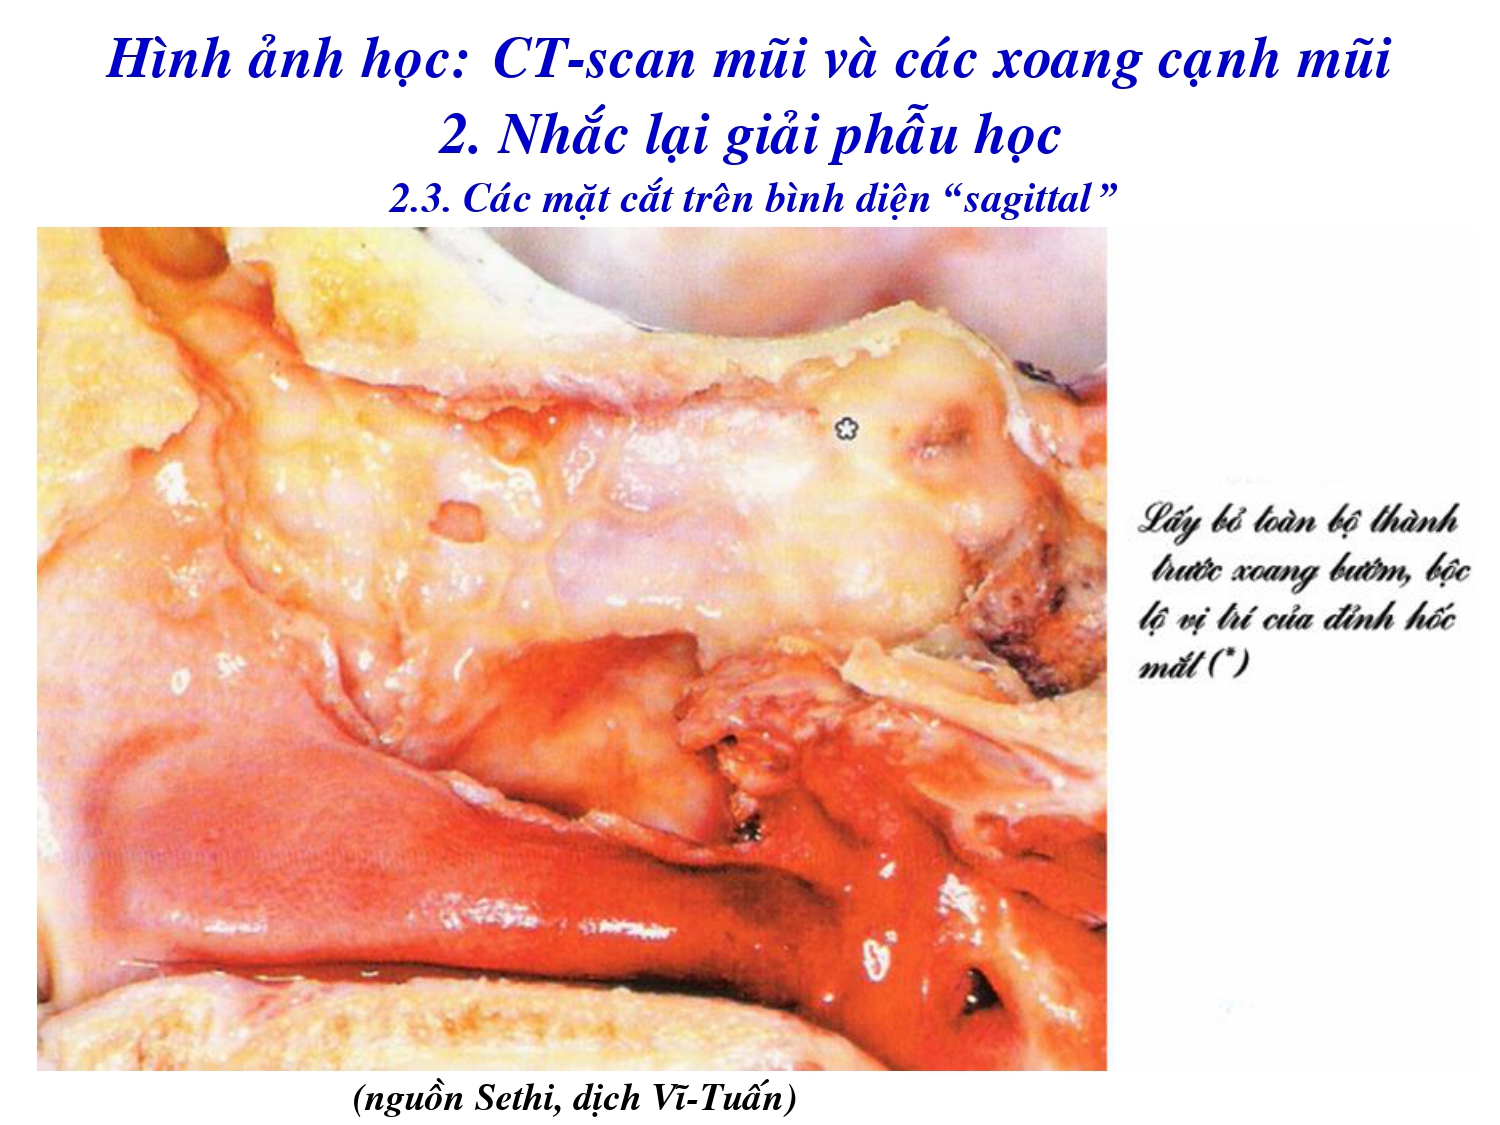 Hình ảnh học: CT-scan mũi và các xoang cạnh mũi
2. Nhắc lại giải phẫu học
2.3. Các mặt cắt trên bình diện “sagittal”
Lấy bỏ toàn bộ thành
trước xoang bướm, bộc
lộ vị trí của đỉnh hốc
mắt (*)
(nguồn Sethi, dịch Vĩ-Tuấn)